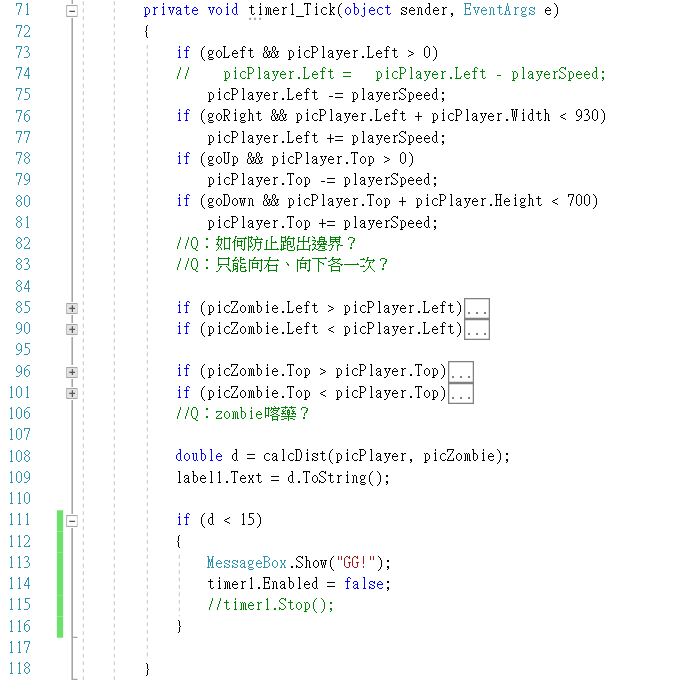 71 private void timer1_Tick(object sender, EventArgs e)
72 {
73 if (goLeft && picPlayer.Left > 0)
74 // picPlayer.Left = picPlayer.Left - playerSpeed;
75 picPlayer.Left -= playerSpeed;
76 if (goRight && picPlayer.Left + picPlayer.Width < 930)
77 picPlayer.Left += playerSpeed;
78 if (goUp && picPlayer.Top > 0)
79 picPlayer.Top -= playerSpeed;
80 if (goDown && picPlayer.Top + picPlayer.Height < 700)
81 picPlayer.Top += playerSpeed;
82 //Q：如何防止跑出邊界？
83 //Q：只能向右、向下各一次？
84
85 if (picZombie.Left > picPlayer.Left)...
90 if (picZombie.Left < picPlayer.Left)...
95
96 if (picZombie.Top > picPlayer.Top)...
101 if (picZombie.Top < picPlayer.Top)...
106 //Q：zombie喀藥？
107
108 double d = calcDist(picPlayer, picZombie);
109 label1.Text = d.ToString();
110
111 if (d < 15)
112 {
113 MessageBox.Show("GG!");
114 timer1.Enabled = false;
115 //timer1.Stop();
116 }
117
118 }